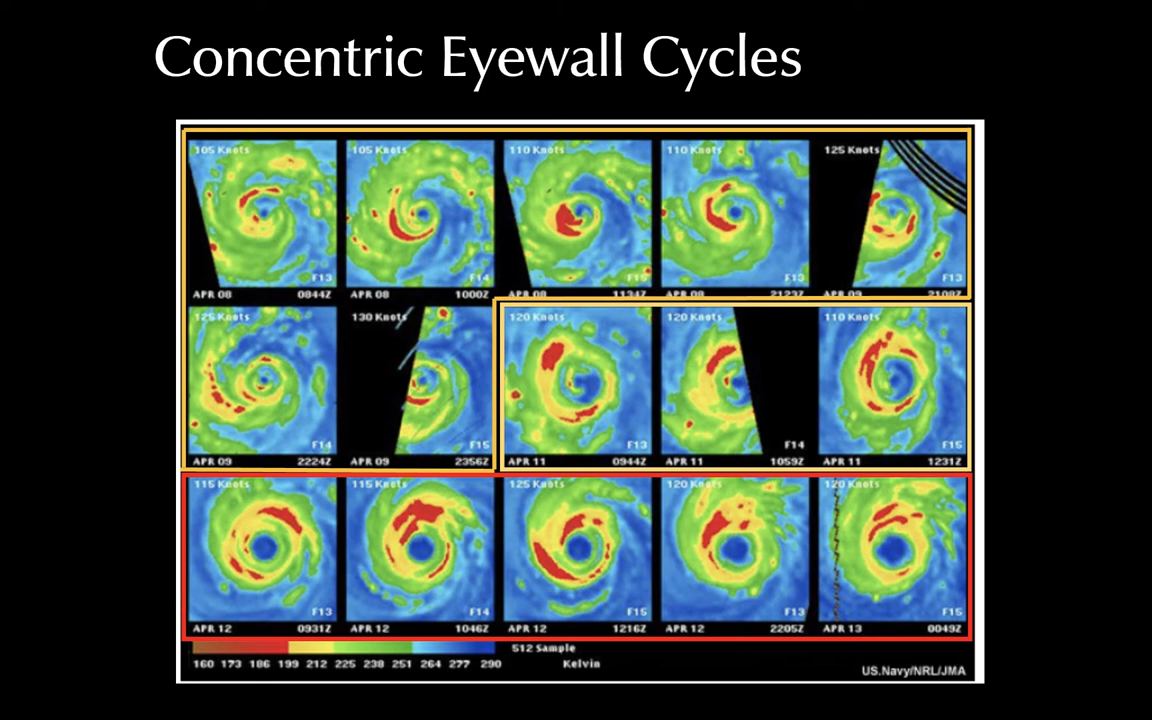 Concentric Eyewall Cycles
105 Knots 105 Knots 110 Knots 110 Knots 125 Knots
F13 F14 F15 F13 F13
APR 08 0844Z APR 08 1000Z APR 08 1134Z APR 08 2123Z APR 09 2108Z
125 Knots 130 Knots 120 Knots 120 Knots 110 Knots
F14 F15 F13 F14 F15
APR 09 2224Z APR 09 2356Z APR 11 0944Z APR 11 1059Z APR 11 1231Z
115 Knots 115 Knots 125 Knots 120 Knots 120 Knots
F13 F14 F15 F13 F15
APR 12 0931Z APR 12 1046Z APR 12 1216Z APR 12 2205Z APR 13 0049Z
512 Sample
160 173 186 199 212 225 238 251 264 277 290 Kelvin
US.Navy/NRL/JMA